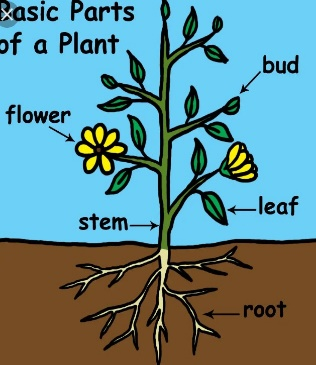 Basic Parts
of a Plant
bud
flower
leaf
stem
root